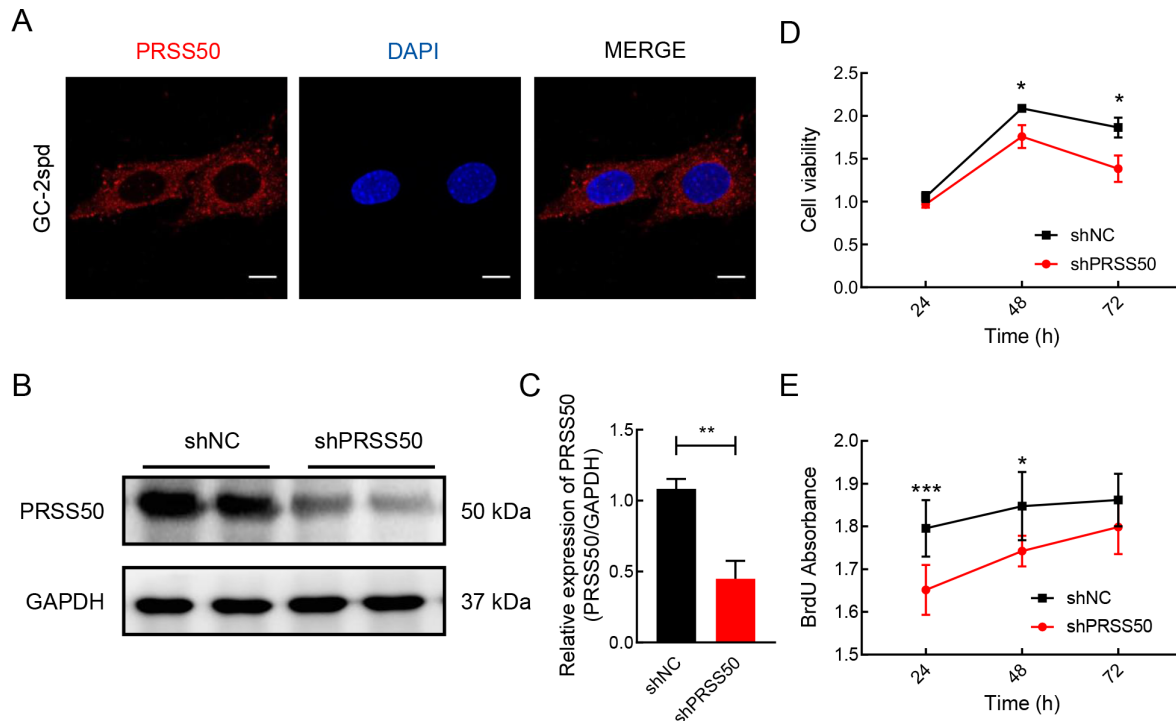 A
PRSS50
DAPI
MERGE
GC-2spd
B
shNC
shPRSS50
PRSS50
50 kDa
GAPDH
37 kDa
C
Relative expression of PRSS50
(PRSS50/GAPDH)
1.5
1.0
0.5
0.0
**
shNC
shPRSS50
D
Cell viability
2.5
2.0
1.5
1.0
0.5
0.0
*
*
shNC
shPRSS50
24
48
72
Time (h)
E
BrdU Absorbance
2.0
1.9
1.8
1.7
1.6
1.5
***
*
shNC
shPRSS50
24
48
72
Time (h)